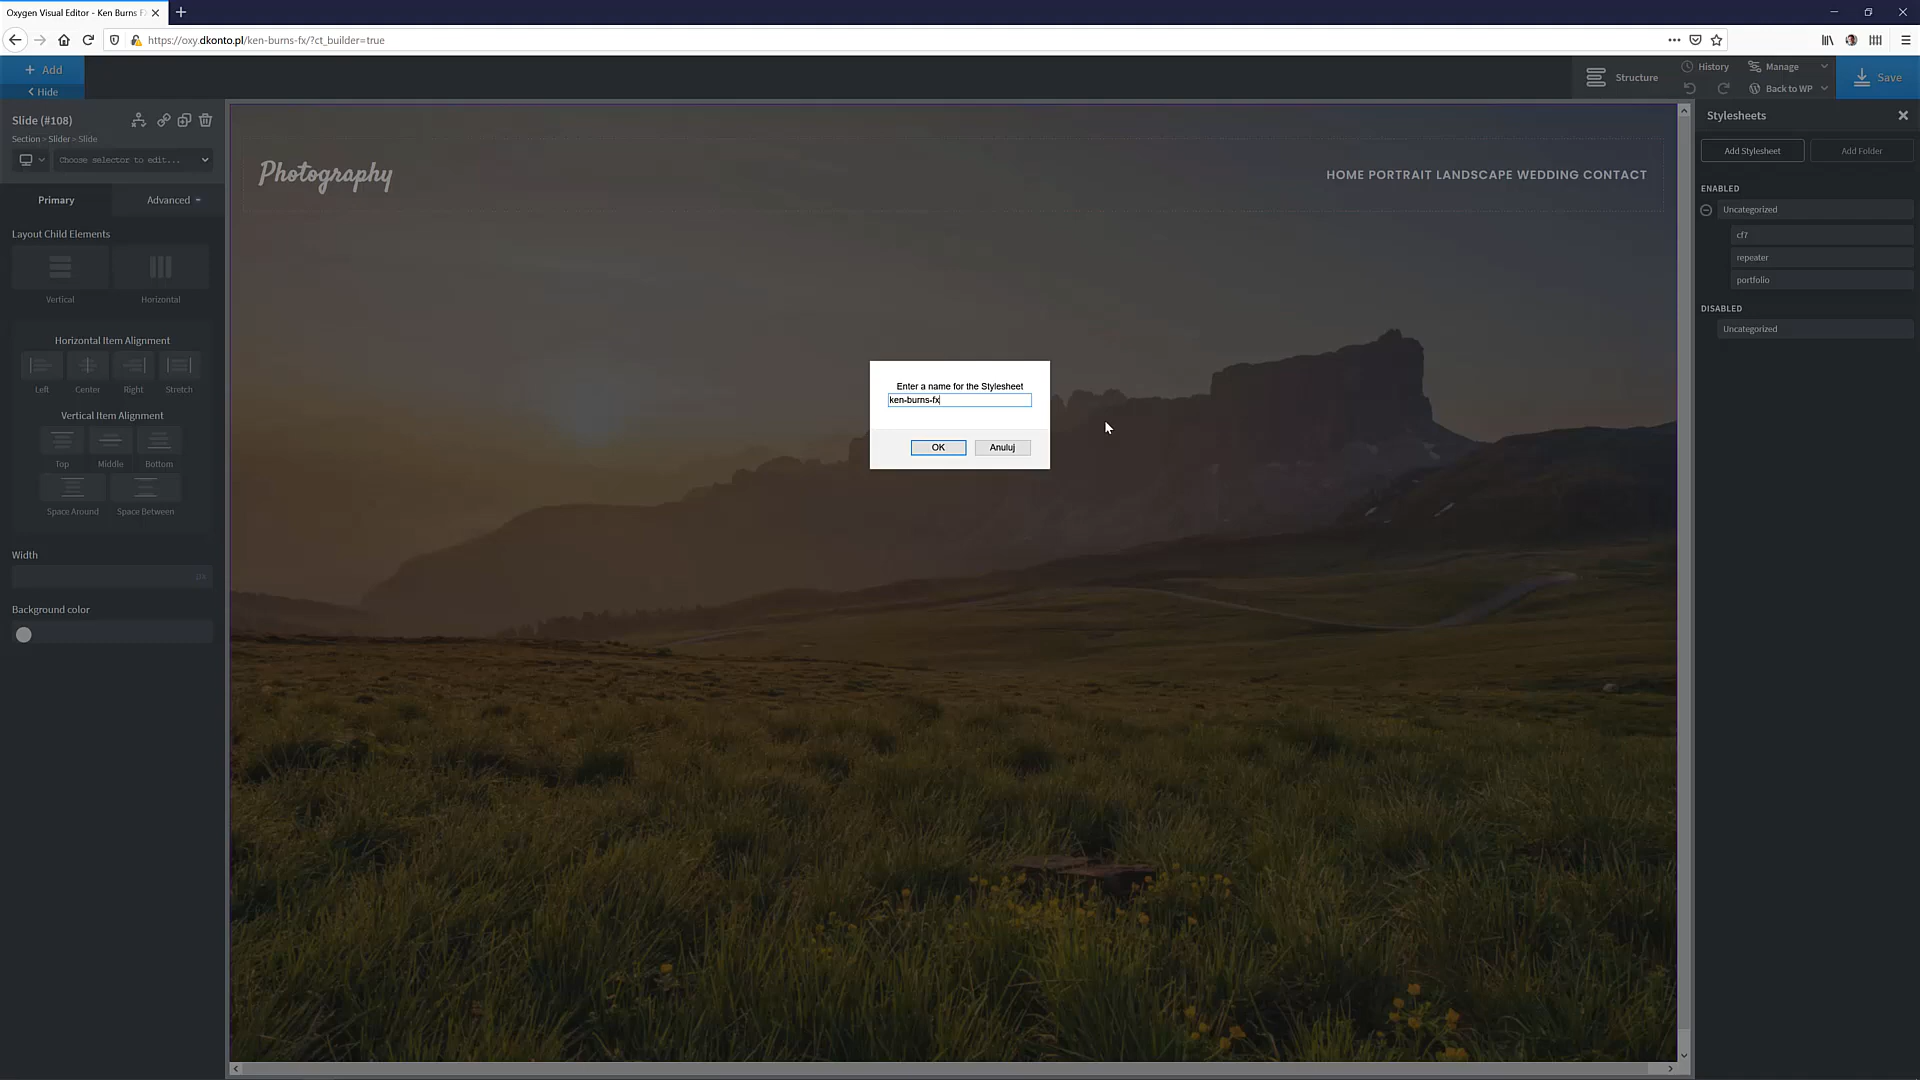 Oxygen Visual Editor - Ken Burns F
https://oxy.dkonto.pl/ken-burns-fx/?ct_builder=true
+ Add
Hide
Structure
History
Manage
Back to WP
Save
Slide (#108)
Section > Slider > Slide
Choose selector to edit...
Primary
Advanced
Layout Child Elements
Vertical
Horizontal
Horizontal Item Alignment
Left
Center
Right
Stretch
Vertical Item Alignment
Top
Middle
Bottom
Space Around
Space Between
Width
px
Background color
Photography
HOME PORTRAIT LANDSCAPE WEDDING CONTACT
Enter a name for the Stylesheet
ken-burns-fx
OK
Anuluj
Stylesheets
Add Stylesheet
Add Folder
ENABLED
Uncategorized
cf7
repeater
portfolio
DISABLED
Uncategorized